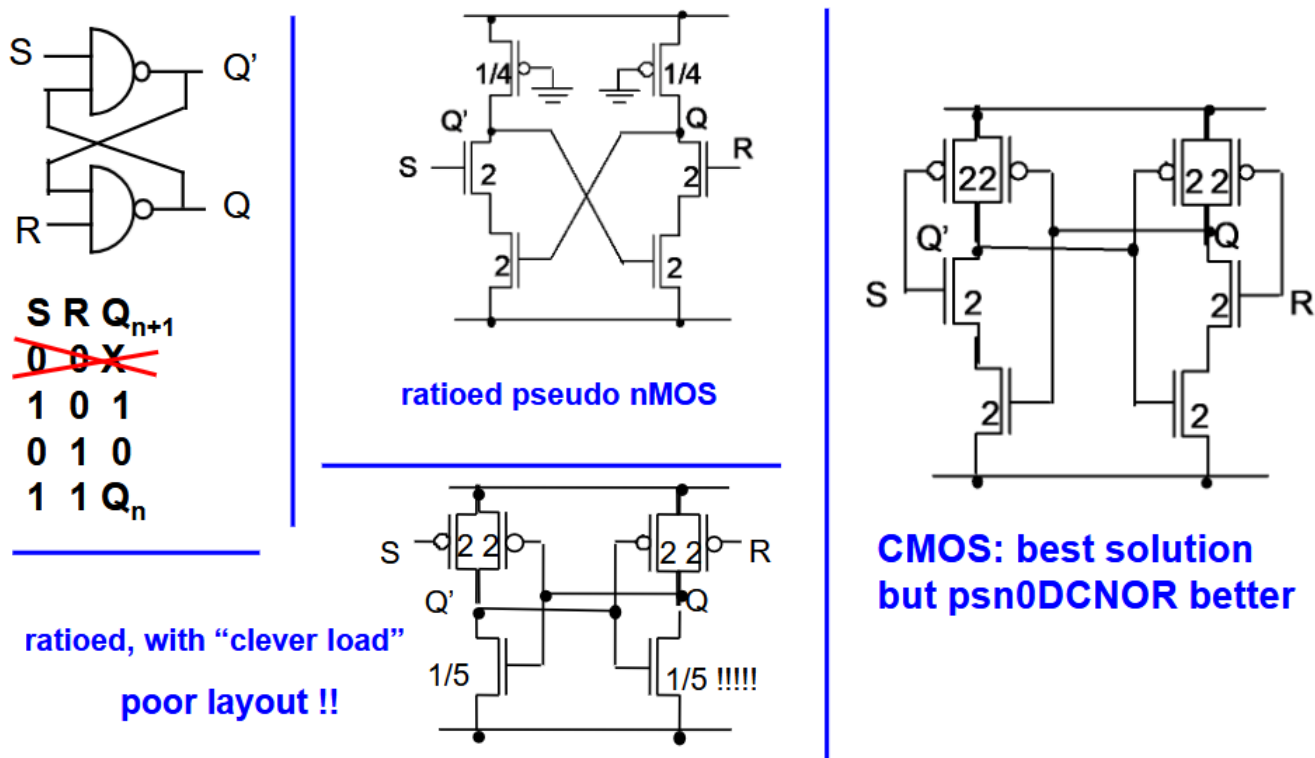 S
Q'
Q
R
S R Qn+1
0 0 X
1 0 1
0 1 0
1 1 Qn
1/4
1/4
Q'
Q
S
2
2
R
2
2
ratioed pseudo nMOS
S
2 2
2 2
R
Q'
Q
1/5
1/5 !!!!!
ratioed, with “clever load”
poor layout !!
22
2 2
Q'
Q
S
2
2
R
2
2
CMOS: best solution
but psn0DCNOR better